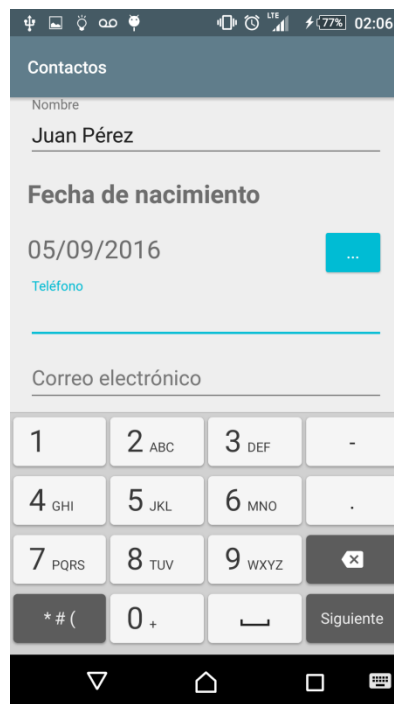 LTE 77% 02:06
Contactos
Nombre
Juan Pérez
Fecha de nacimiento
05/09/2016 ...
Teléfono
Correo electrónico
1 2 ABC 3 DEF -
4 GHI 5 JKL 6 MNO .
7 PQRS 8 TUV 9 WXYZ
* # ( 0 + Siguiente